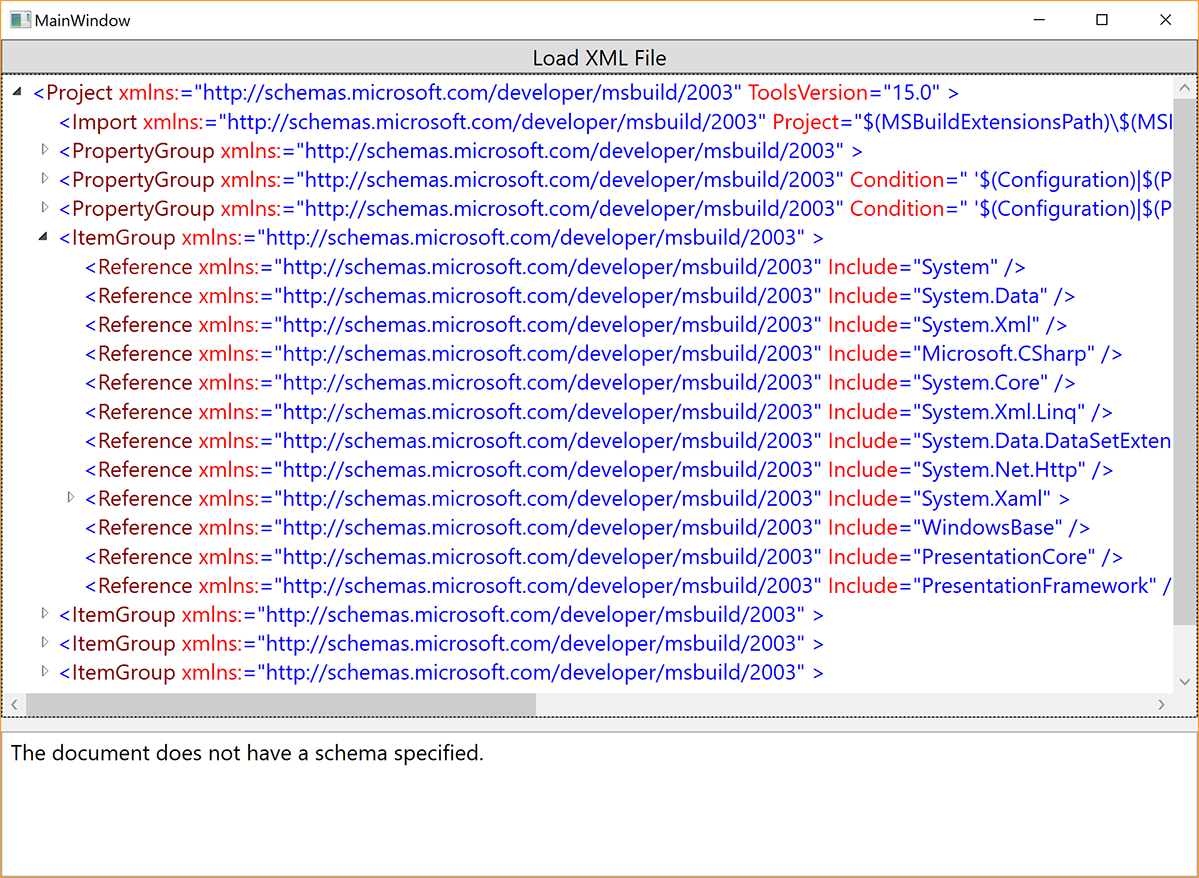 MainWindow
Load XML File
<Project xmlns:="http://schemas.microsoft.com/developer/msbuild/2003" ToolsVersion="15.0" >
<Import xmlns:="http://schemas.microsoft.com/developer/msbuild/2003" Project="$(MSBuildExtensionsPath)\$(MSI
<PropertyGroup xmlns:="http://schemas.microsoft.com/developer/msbuild/2003" >
<PropertyGroup xmlns:="http://schemas.microsoft.com/developer/msbuild/2003" Condition=" '$(Configuration)|$(P
<PropertyGroup xmlns:="http://schemas.microsoft.com/developer/msbuild/2003" Condition=" '$(Configuration)|$(P
<ItemGroup xmlns:="http://schemas.microsoft.com/developer/msbuild/2003" >
<Reference xmlns:="http://schemas.microsoft.com/developer/msbuild/2003" Include="System" />
<Reference xmlns:="http://schemas.microsoft.com/developer/msbuild/2003" Include="System.Data" />
<Reference xmlns:="http://schemas.microsoft.com/developer/msbuild/2003" Include="System.Xml" />
<Reference xmlns:="http://schemas.microsoft.com/developer/msbuild/2003" Include="Microsoft.CSharp" />
<Reference xmlns:="http://schemas.microsoft.com/developer/msbuild/2003" Include="System.Core" />
<Reference xmlns:="http://schemas.microsoft.com/developer/msbuild/2003" Include="System.Xml.Linq" />
<Reference xmlns:="http://schemas.microsoft.com/developer/msbuild/2003" Include="System.Data.DataSetExten
<Reference xmlns:="http://schemas.microsoft.com/developer/msbuild/2003" Include="System.Net.Http" />
<Reference xmlns:="http://schemas.microsoft.com/developer/msbuild/2003" Include="System.Xaml" >
<Reference xmlns:="http://schemas.microsoft.com/developer/msbuild/2003" Include="WindowsBase" />
<Reference xmlns:="http://schemas.microsoft.com/developer/msbuild/2003" Include="PresentationCore" />
<Reference xmlns:="http://schemas.microsoft.com/developer/msbuild/2003" Include="PresentationFramework" /
<ItemGroup xmlns:="http://schemas.microsoft.com/developer/msbuild/2003" >
<ItemGroup xmlns:="http://schemas.microsoft.com/developer/msbuild/2003" >
<ItemGroup xmlns:="http://schemas.microsoft.com/developer/msbuild/2003" >
The document does not have a schema specified.